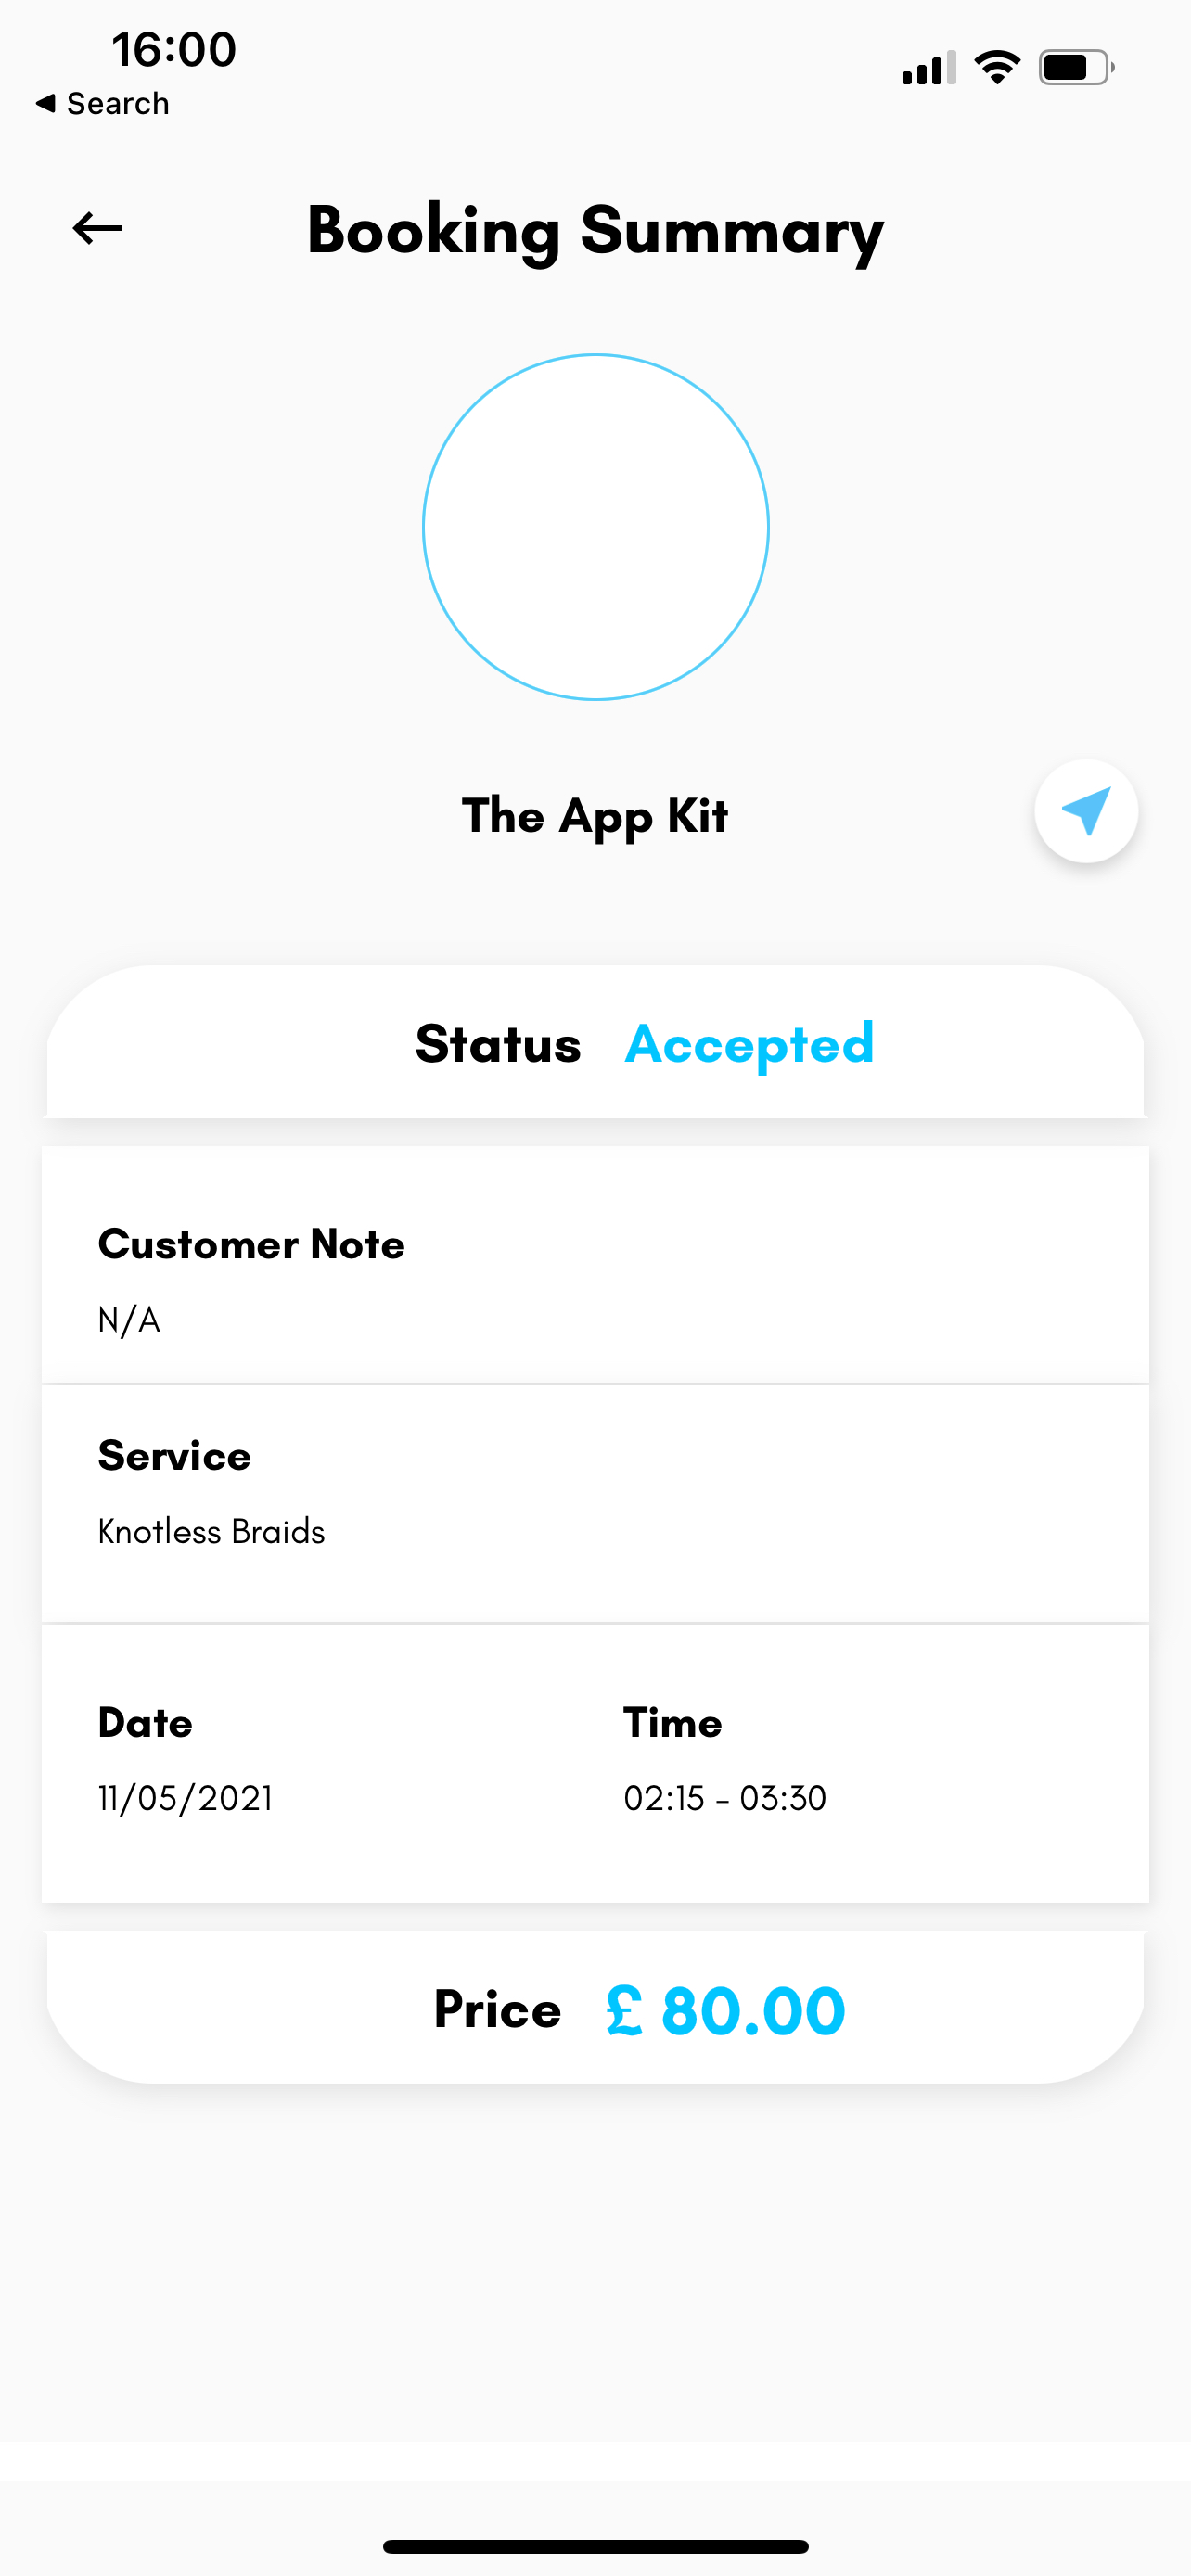 16:00
Search
Booking Summary
The App Kit
Status Accepted
Customer Note
N/A
Service
Knotless Braids
Date Time
11/05/2021 02:15 - 03:30
Price £ 80.00